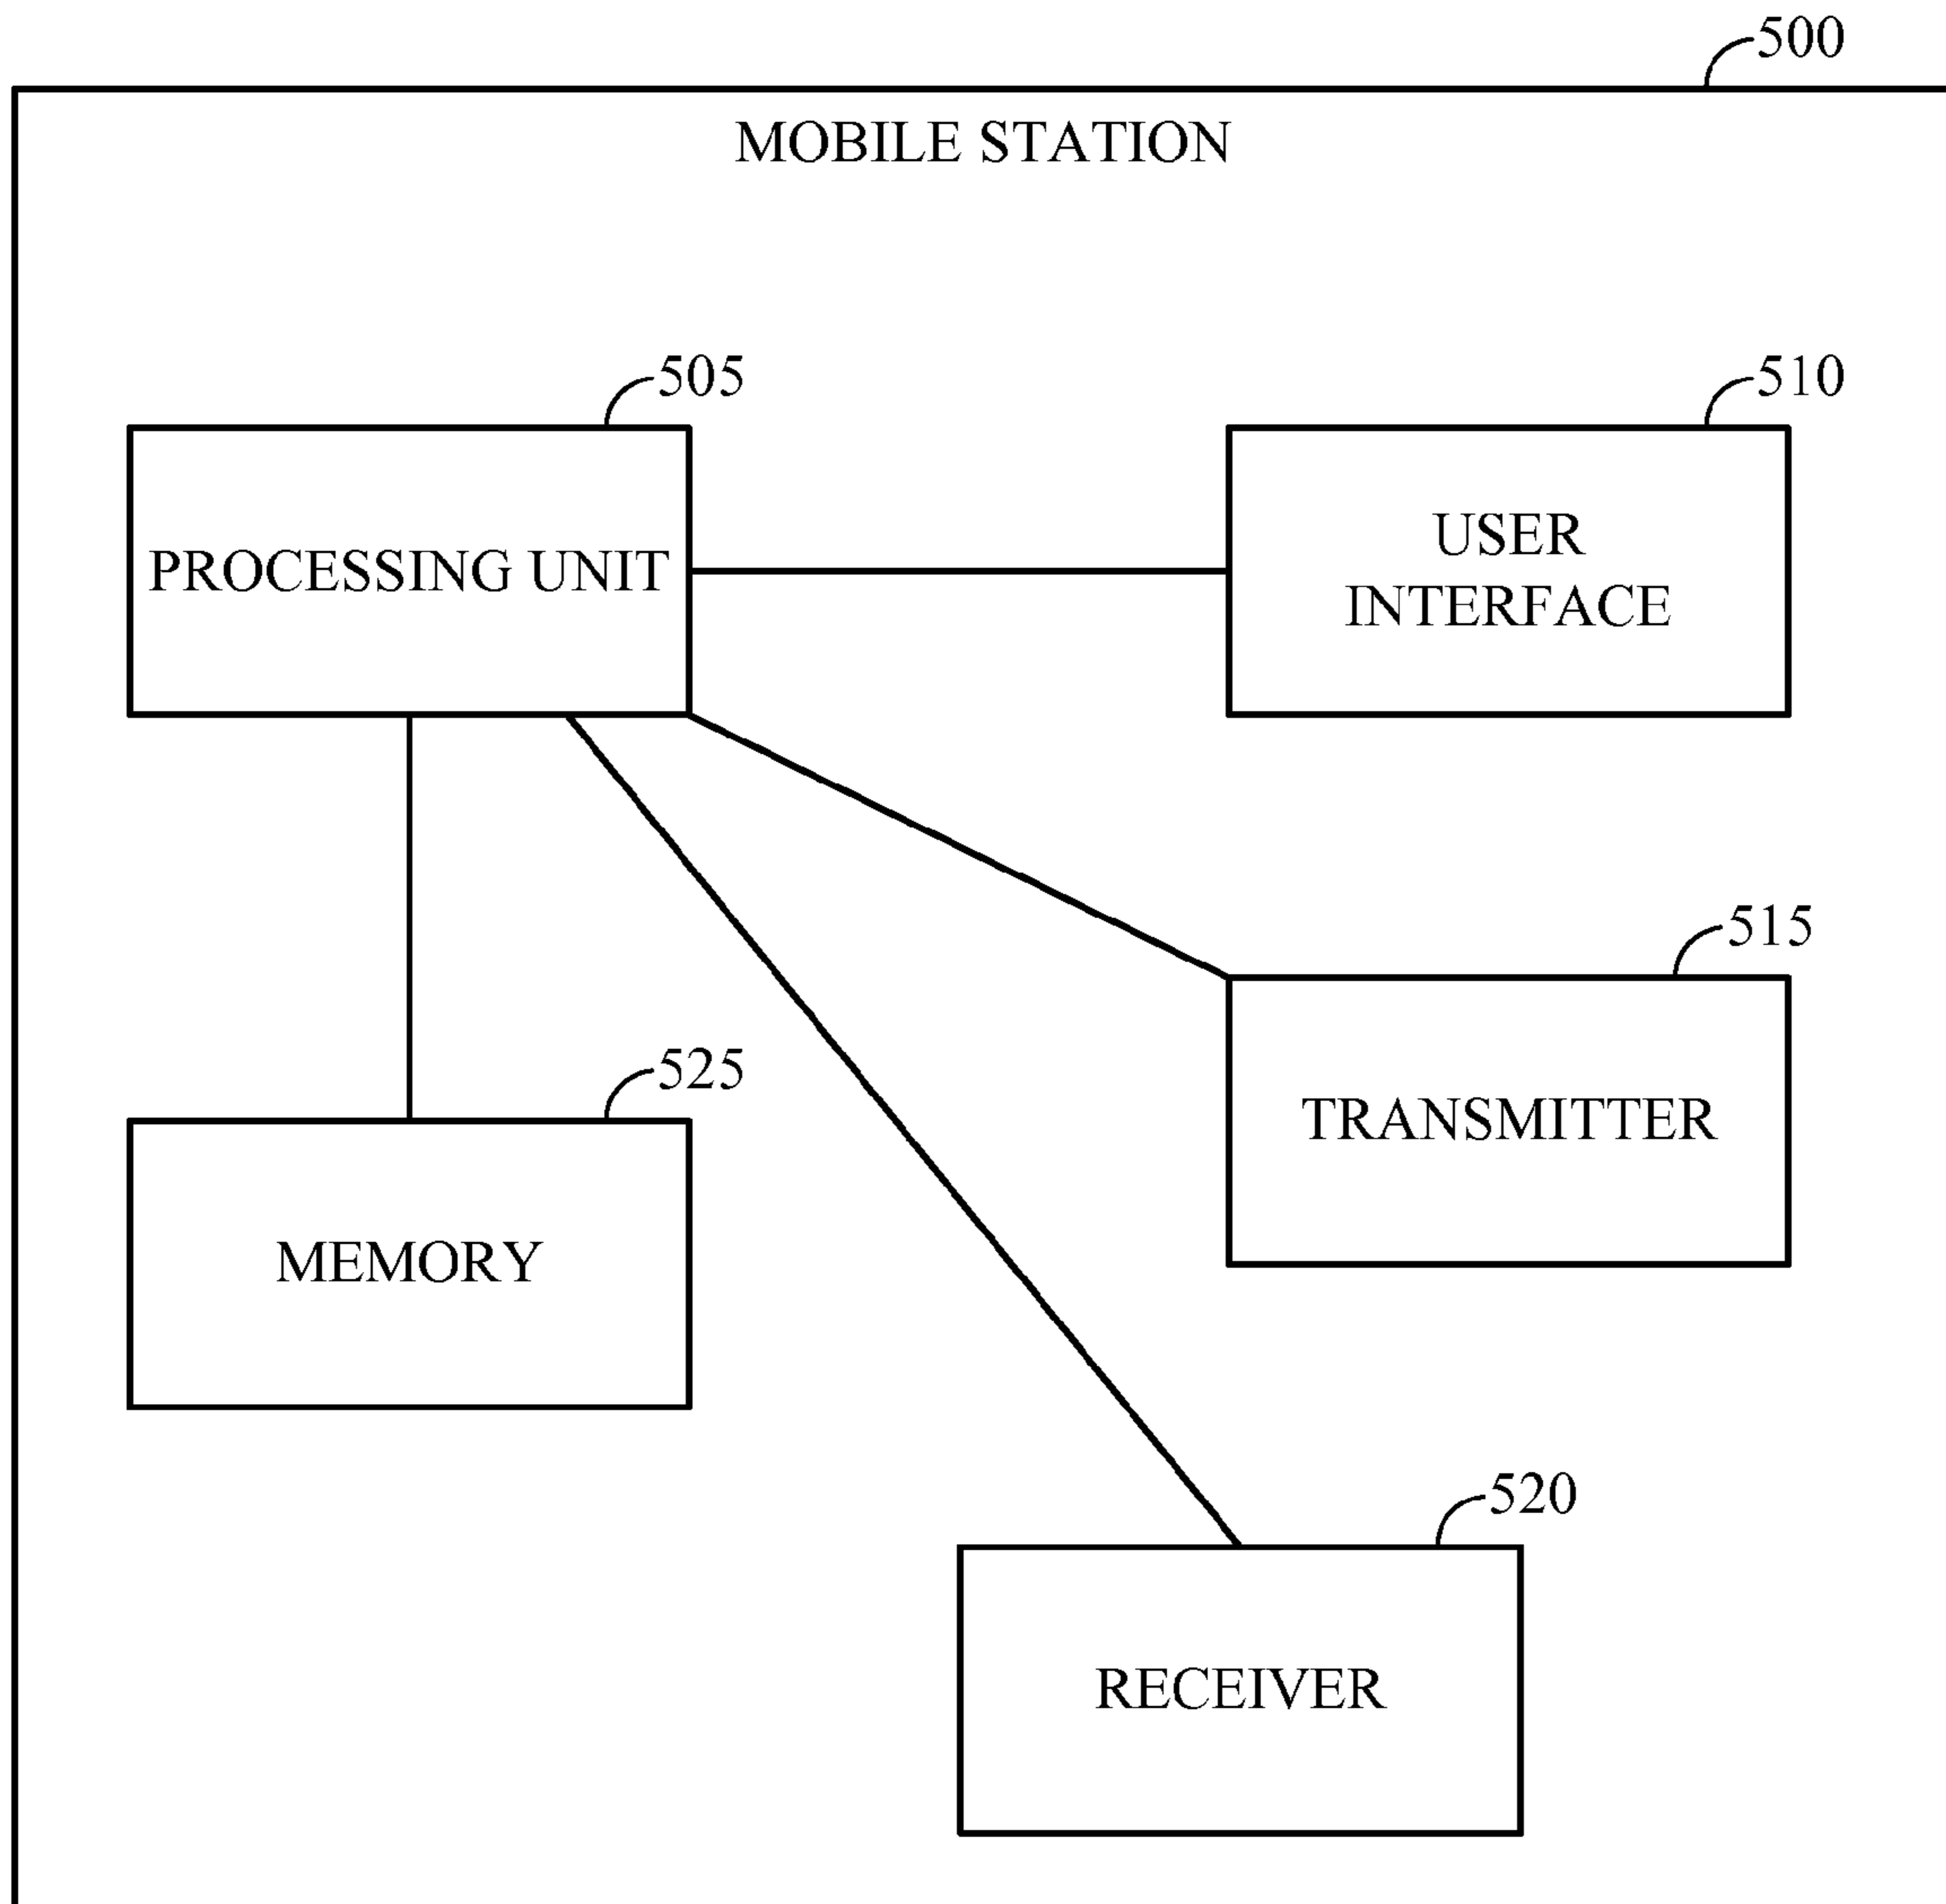 500
MOBILE STATION
505
510
PROCESSING UNIT
USER
INTERFACE
515
525
TRANSMITTER
MEMORY
520
RECEIVER